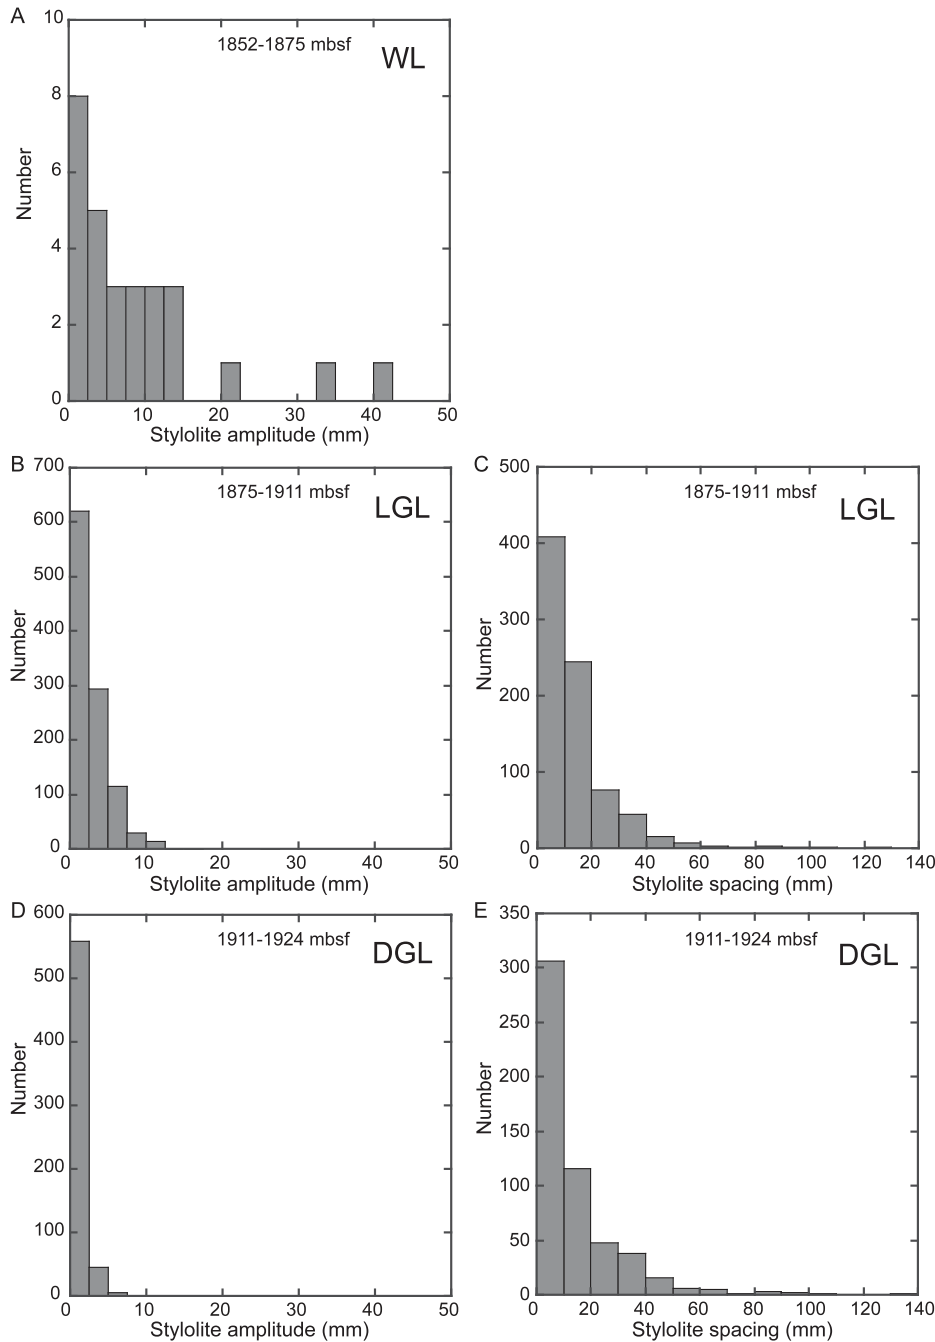 A
1852-1875 mbsf
WL
10
8
6
4
2
0
Number
0 10 20 30 40 50
Stylolite amplitude (mm)
B
1875-1911 mbsf
LGL
700
600
500
400
300
200
100
0
Number
0 10 20 30 40 50
Stylolite amplitude (mm)
C
1875-1911 mbsf
LGL
500
400
300
200
100
0
Number
0 20 40 60 80 100 120 140
Stylolite spacing (mm)
D
1911-1924 mbsf
DGL
600
500
400
300
200
100
0
Number
0 10 20 30 40 50
Stylolite amplitude (mm)
E
1911-1924 mbsf
DGL
350
300
250
200
150
100
50
0
Number
0 20 40 60 80 100 120 140
Stylolite spacing (mm)